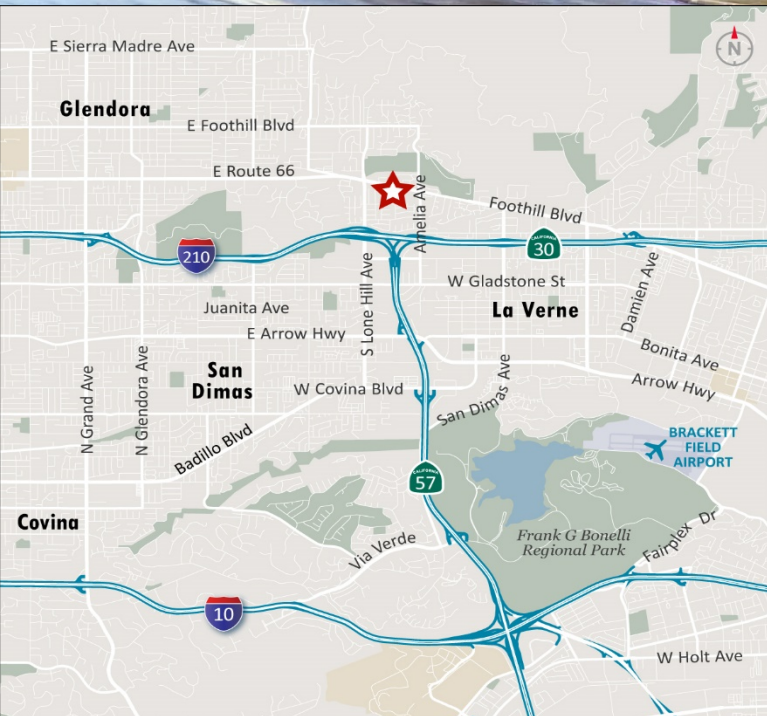 E Sierra Madre Ave
N
Glendora
E Foothill Blvd
E Route 66
Amelia Ave
Foothill Blvd
210
CALIFORNIA
30
S Lone Hill Ave
W Gladstone St
Damien Ave
Juanita Ave
La Verne
E Arrow Hwy
Bonita Ave
N Grand Ave
N Glendora Ave
San
Dimas
W Covina Blvd
San Dimas Ave
Arrow Hwy
Badillo Blvd
BRACKETT
FIELD
AIRPORT
CALIFORNIA
57
Covina
Via Verde
Frank G Bonelli
Regional Park
Fairplex Dr
10
W Holt Ave